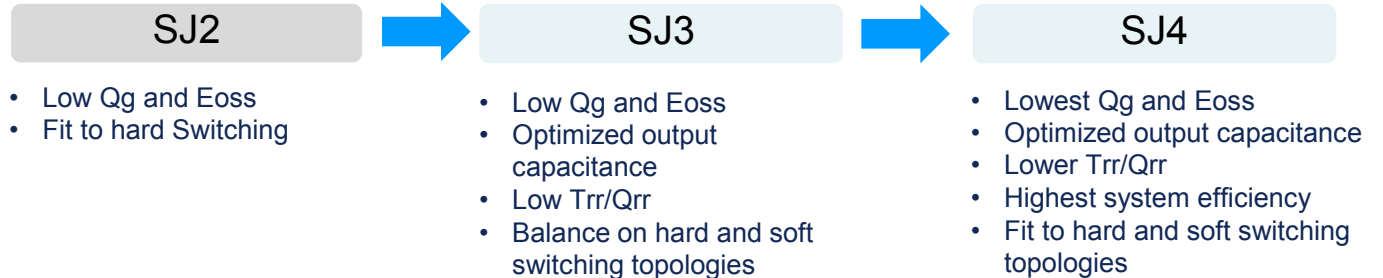 SJ2
• Low Qg and Eoss
• Fit to hard Switching
SJ3
• Low Qg and Eoss
• Optimized output
capacitance
• Low Trr/Qrr
• Balance on hard and soft
switching topologies
SJ4
• Lowest Qg and Eoss
• Optimized output capacitance
• Lower Trr/Qrr
• Highest system efficiency
• Fit to hard and soft switching
topologies